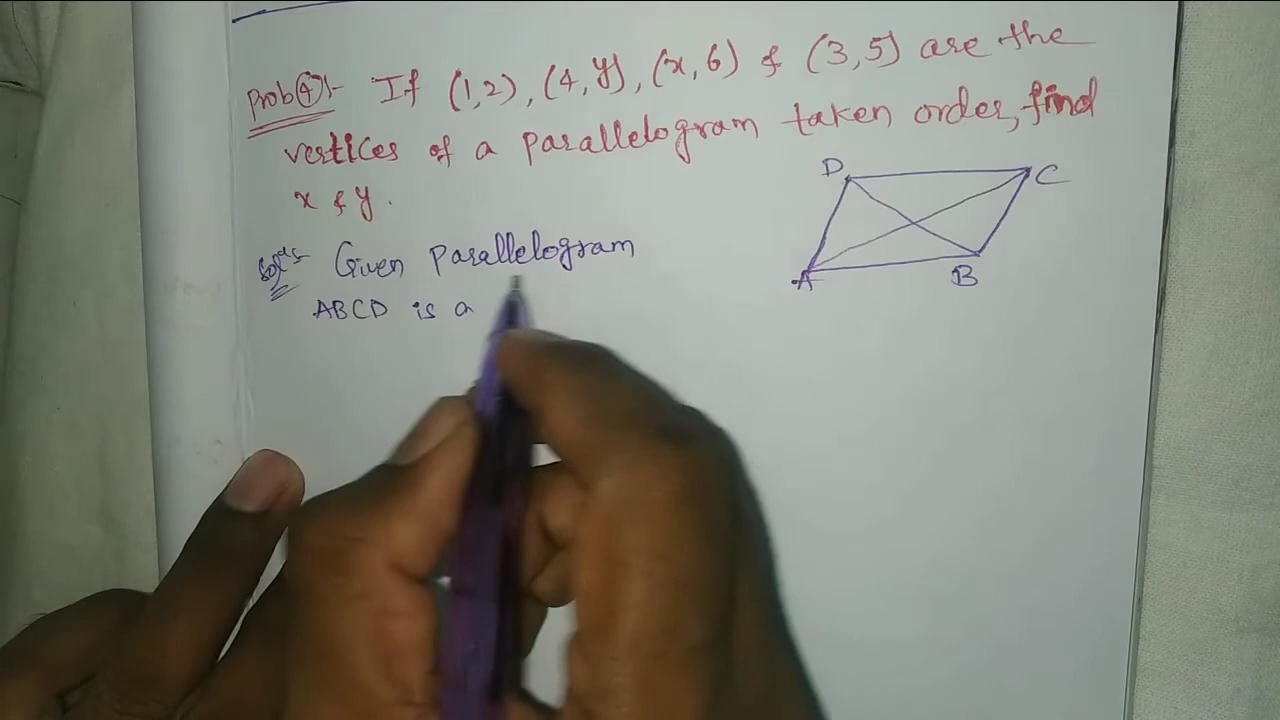 Prob(4):- If (1,2), (4,y), (x,6) & (3,5) are the
vertices of a parallelogram taken order, find
x & y.
D
C
A
B
Sol:- Given parallelogram
ABCD is a